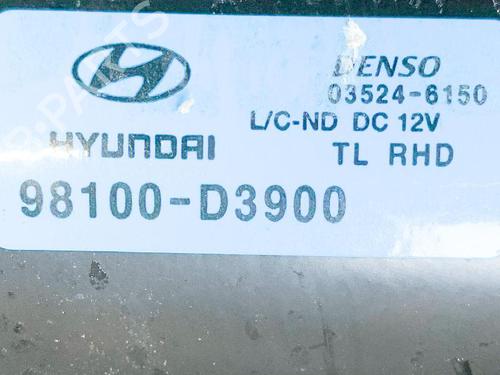 HYUNDAI
98100-D3900
DENSO
03524-6150
L/C-ND DC 12V
TL RHD